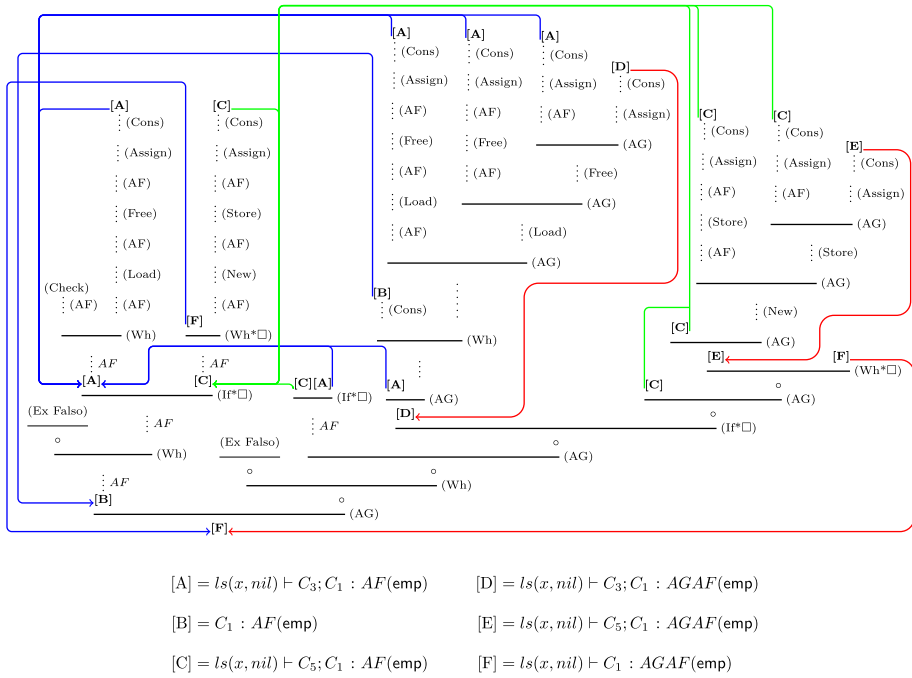 [A] [A] [A]
(Cons) (Cons) (Cons) [D]
(Assign) (Assign) (Assign) (Cons)
[A] [C] (AF) (AF) (AF) (Assign) [C] [C]
(Cons) (Cons) (Cons) (Cons)
(Free) (Free) (AG) [E]
(Assign) (Assign) (Assign) (Assign) (Cons)
(AF) (AF) (AF) (AF) (Free) (AF) (AF) (Assign)
(Load) (AG)
(Free) (Store) (Store) (AG)
(AF) (AF) (AF) (Load) (AF) (Store)
(AG)
(Load) (New) (AG)
(Check) [B]
(AF) (AF) (AF) (Cons) (New)
[F] [C]
(Wh) (Wh*□) (Wh) (AG)
AF AF [E] [F]
(Wh*□)
[A] [C] [C][A] [A] [C] ○
(If*□) (If*□) (AG) (AG)
(Ex Falso) AF AF [D] ○
(If*□)
○ (Ex Falso) ○
(Wh) (AG)
○ ○
AF (Wh)
[B] ○
(AG)
[F]
[A] = ls(x, nil) ⊢ C₃; C₁ : AF(emp) [D] = ls(x, nil) ⊢ C₃; C₁ : AGAF(emp)
[B] = C₁ : AF(emp) [E] = ls(x, nil) ⊢ C₅; C₁ : AGAF(emp)
[C] = ls(x, nil) ⊢ C₅; C₁ : AF(emp) [F] = ls(x, nil) ⊢ C₁ : AGAF(emp)